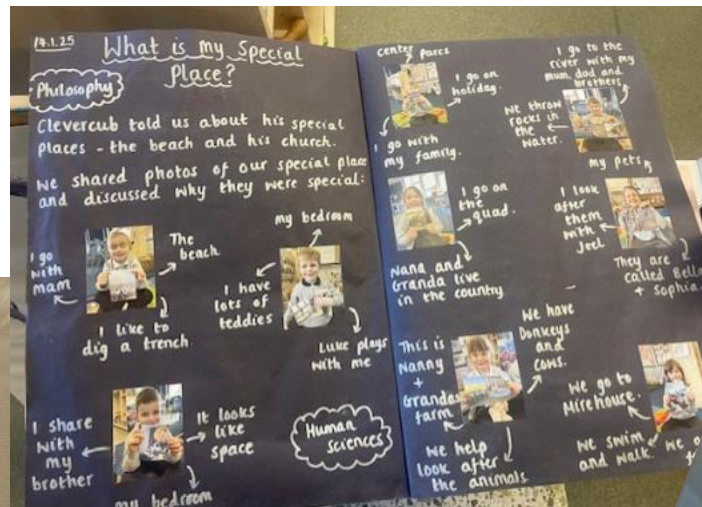 14.1.25
What is my special
Place?
Philosophy
Clevercub told us about his special
places - the beach and his church.
We shared photos of our special place
and discussed why they were special:
I go
with
mam
The
beach
I like to
dig a trench.
my bedroom
I have
lots of
teddies
Luke plays
with me
I share
with
my
brother
It looks
like
space
my bedroom
Human
sciences
center parcs
I go on
holiday.
I go with
my family.
I go to the
river with my
Mum, dad and
brothers
We throw
rocks in
the
water.
I go on
the
quad.
Nana and
Granda live
in the country
my pets
I look
after
them
with
Joel
They are
called Bella
+ Sophia.
This is
Nanny
+
Grandas
farm
We have
Donkeys
and
cows.
We help
look after
the animals
We go to
Mirehouse.
We swim
and walk.
We